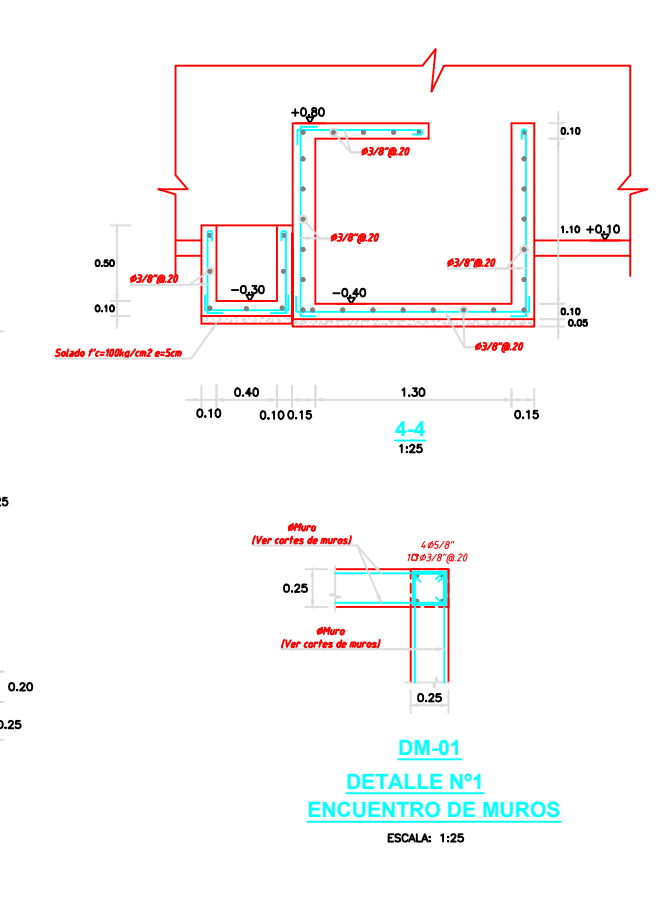 +0,80
0.10
Ø3/8"@.20
1.10 +0,10
Ø3/8"@.20
0.50
Ø3/8"@.20
Ø3/8"@.20
-0,30
-0,40
0.10
0.10
0.05
Ø3/8"@.20
Solado f'c=100kg/cm2 e=5cm
0.40
1.30
0.10
0.10
0.15
0.15
4-4
1:25
ØMuro
(Ver cortes de muros)
4Ø5/8"
Ø3/8"@.20
0.25
ØMuro
(Ver cortes de muros)
0.20
0.25
0.25
DM-01
DETALLE Nº1
ENCUENTRO DE MUROS
ESCALA: 1:25